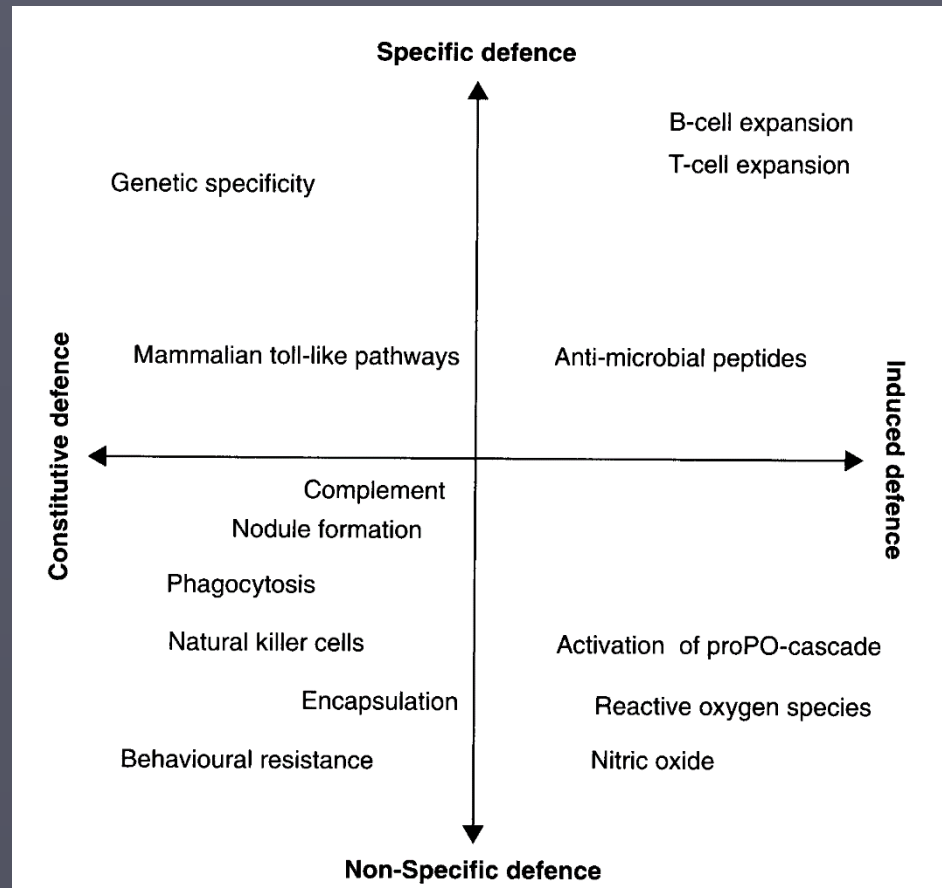 Specific defence
B-cell expansion
T-cell expansion
Genetic specificity
Constitutive defence
Mammalian toll-like pathways
Anti-microbial peptides
Induced defence
Complement
Nodule formation
Phagocytosis
Natural killer cells
Activation of proPO-cascade
Encapsulation
Reactive oxygen species
Behavioural resistance
Nitric oxide
Non-Specific defence